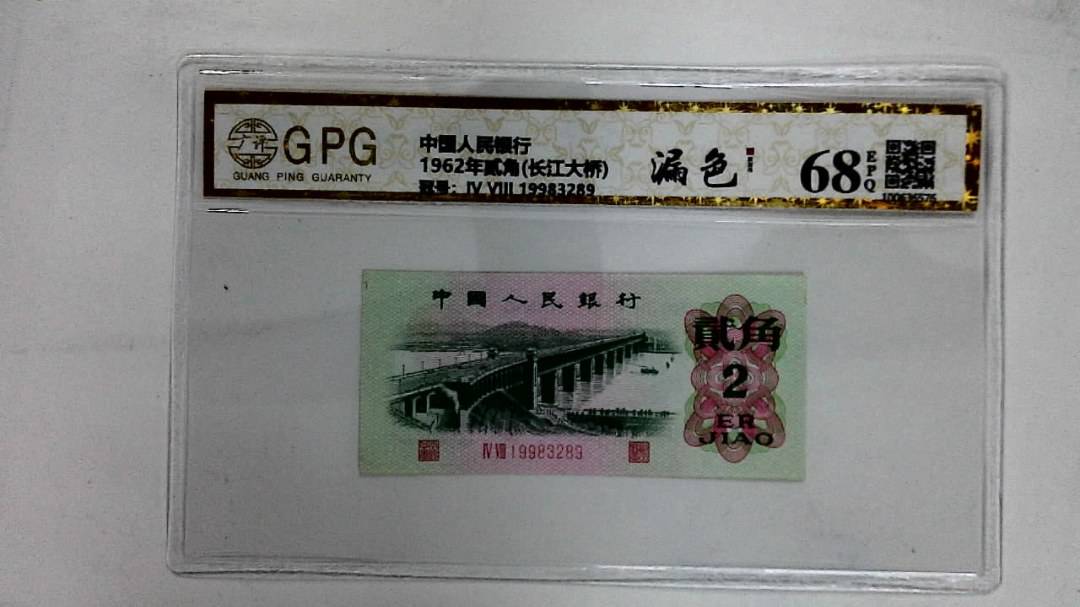 GPG
GUANG PING GUARANTY
中國人民银行
1962年贰角(长江大桥)
冠号: IV VIII 19983289
漏色
68
EPQ
中國人民銀行
貳角
2
ER
JIAO
IV VIII 19983289